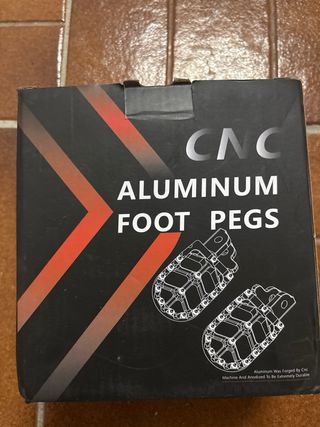 CNC
ALUMINUM
FOOT PEGS
Aluminum Was Forged By Cnc
Machine And Anodized To Be Extremely Durable